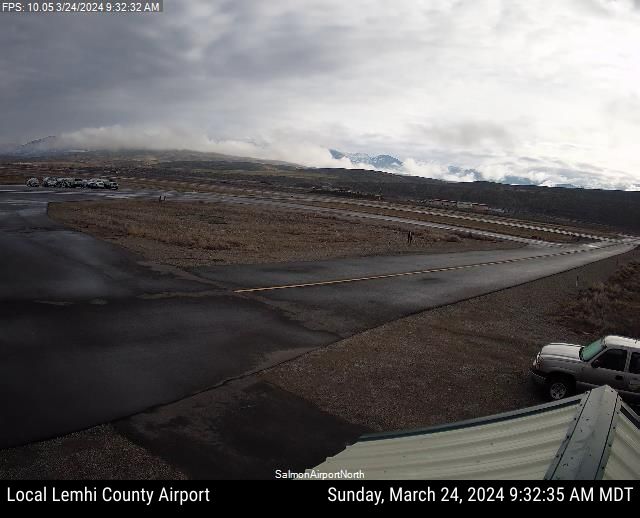 FPS: 10.05 3/24/2024 9:32:32 AM
SalmonAirportNorth
Local Lemhi County Airport Sunday, March 24, 2024 9:32:35 AM MDT